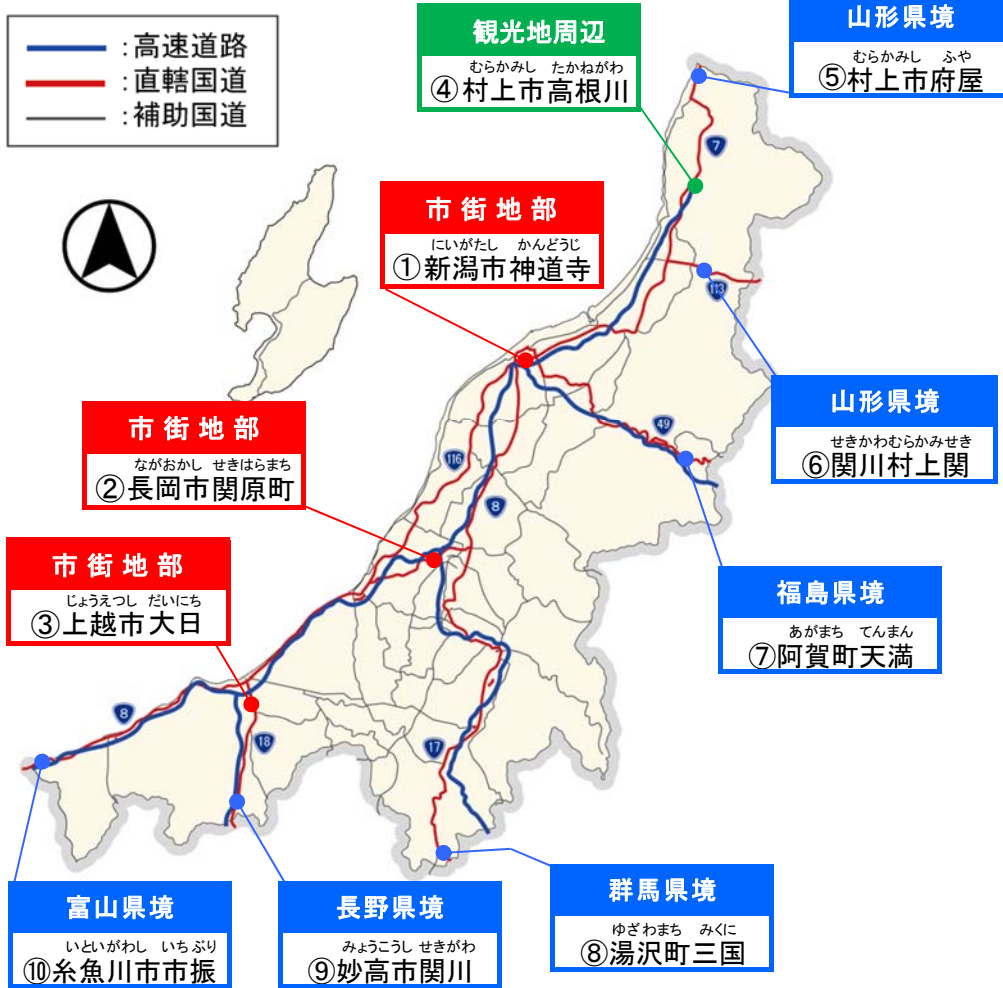 ：高速道路
：直轄国道
：補助国道
観光地周辺
むらかみし たかねがわ
④村上市高根川
山形県境
むらかみし ふや
⑤村上市府屋
7
市街地部
にいがたし かんどうじ
①新潟市神道寺
113
山形県境
せきかわむらかみせき
⑥関川村上関
市街地部
ながおかし せきはらまち
②長岡市関原町
49
116
8
市街地部
じょうえつし だいにち
③上越市大日
福島県境
あがまち てんまん
⑦阿賀町天満
8
18
17
富山県境
いといがわし いちぶり
⑩糸魚川市市振
長野県境
みょうこうし せきがわ
⑨妙高市関川
群馬県境
ゆざわまち みくに
⑧湯沢町三国